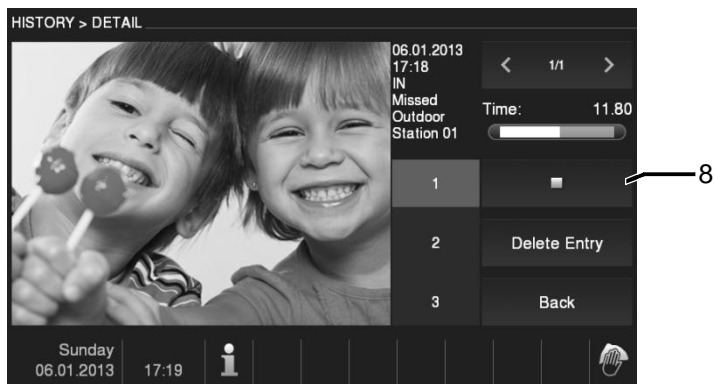 HISTORY > DETAIL
06.01.2013
17:18
IN
Missed
Outdoor
Station 01
< 1/1 >
Time: 11.80
1
8
2 Delete Entry
3 Back
Sunday
06.01.2013 17:19